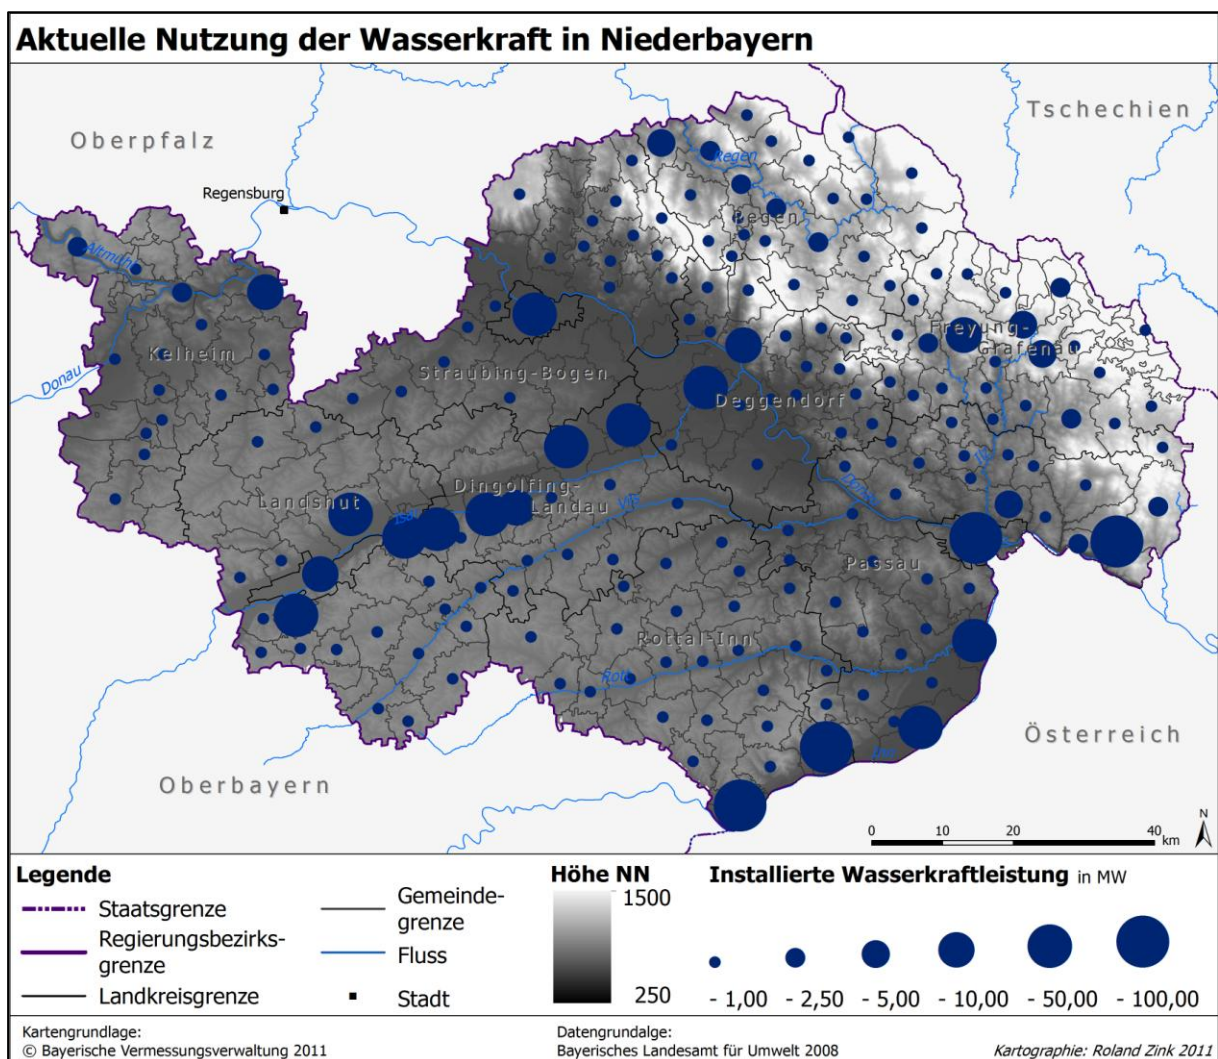 Aktuelle Nutzung der Wasserkraft in Niederbayern
Tschechien
Oberpfalz
Regen
Regensburg
Regen
Altmühl
Freyung-
Grafenau
Kelheim
Straubing-Bogen
Donau
Deggendorf
Ilz
Dingolfing-
Landau
Donau
Landshut
Vils
Isar
Passau
Rottal-Inn
Rott
Österreich
Inn
Oberbayern
N
0 10 20 40
km
Legende
Staatsgrenze
Regierungsbezirks-
grenze
Landkreisgrenze
Gemeinde-
grenze
Fluss
Stadt
Höhe NN
1500
250
Installierte Wasserkraftleistung in MW
- 1,00 - 2,50 - 5,00 - 10,00 - 50,00 - 100,00
Kartengrundlage:
© Bayerische Vermessungsverwaltung 2011
Datengrundalge:
Bayerisches Landesamt für Umwelt 2008
Kartographie: Roland Zink 2011